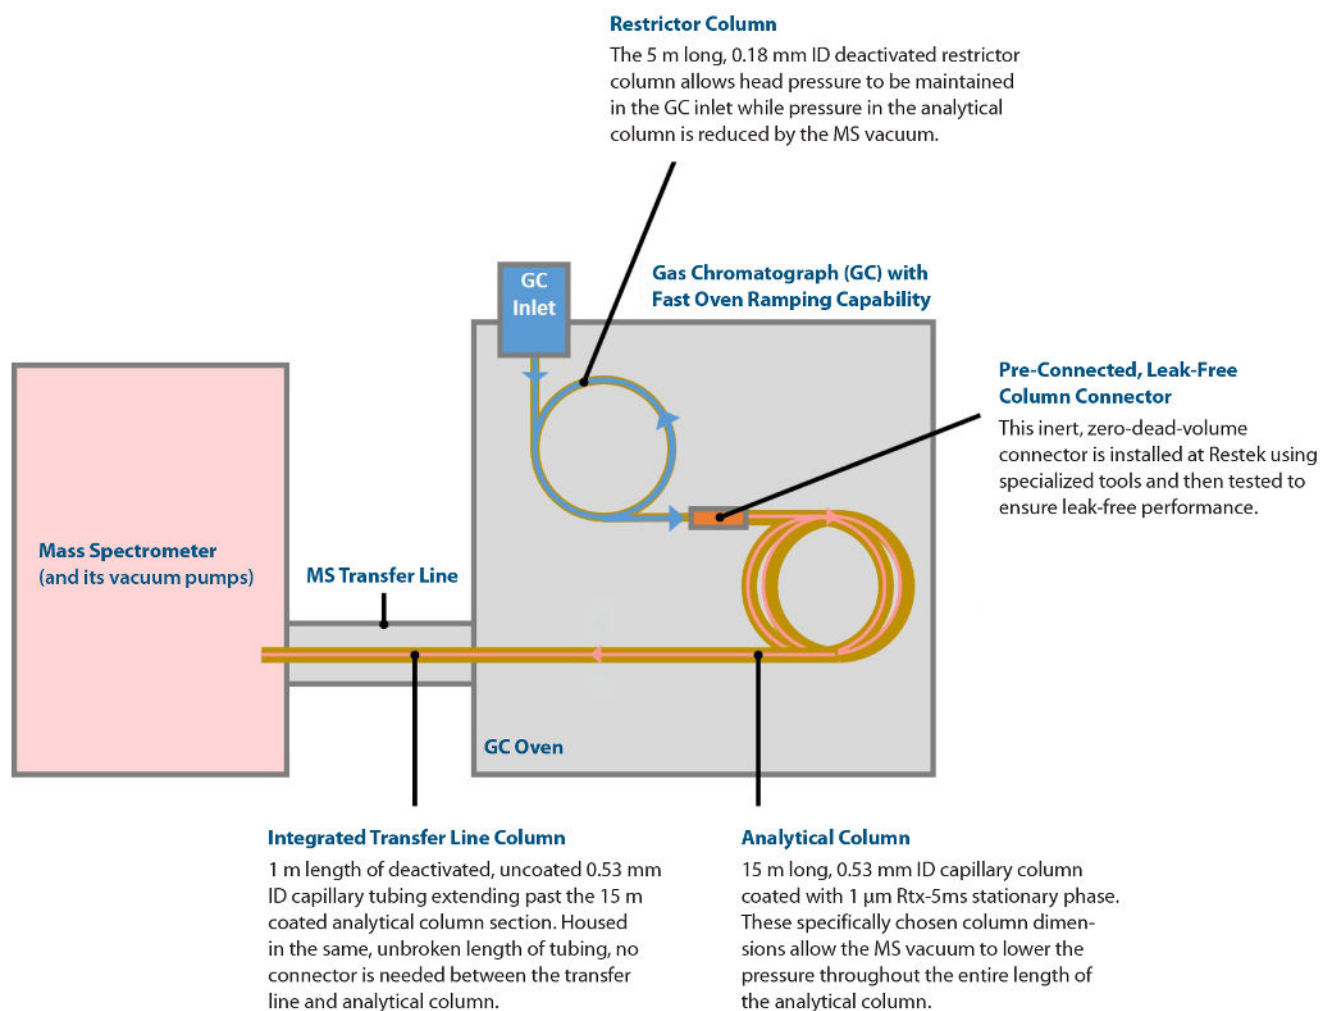 Restrictor Column
The 5 m long, 0.18 mm ID deactivated restrictor
column allows head pressure to be maintained
in the GC inlet while pressure in the analytical
column is reduced by the MS vacuum.
GC
Inlet
Gas Chromatograph (GC) with
Fast Oven Ramping Capability
Pre-Connected, Leak-Free
Column Connector
This inert, zero-dead-volume
connector is installed at Restek using
specialized tools and then tested to
ensure leak-free performance.
Mass Spectrometer
(and its vacuum pumps)
MS Transfer Line
GC Oven
Integrated Transfer Line Column
1 m length of deactivated, uncoated 0.53 mm
ID capillary tubing extending past the 15 m
coated analytical column section. Housed
in the same, unbroken length of tubing, no
connector is needed between the transfer
line and analytical column.
Analytical Column
15 m long, 0.53 mm ID capillary column
coated with 1 µm Rtx-5ms stationary phase.
These specifically chosen column dimen-
sions allow the MS vacuum to lower the
pressure throughout the entire length of
the analytical column.